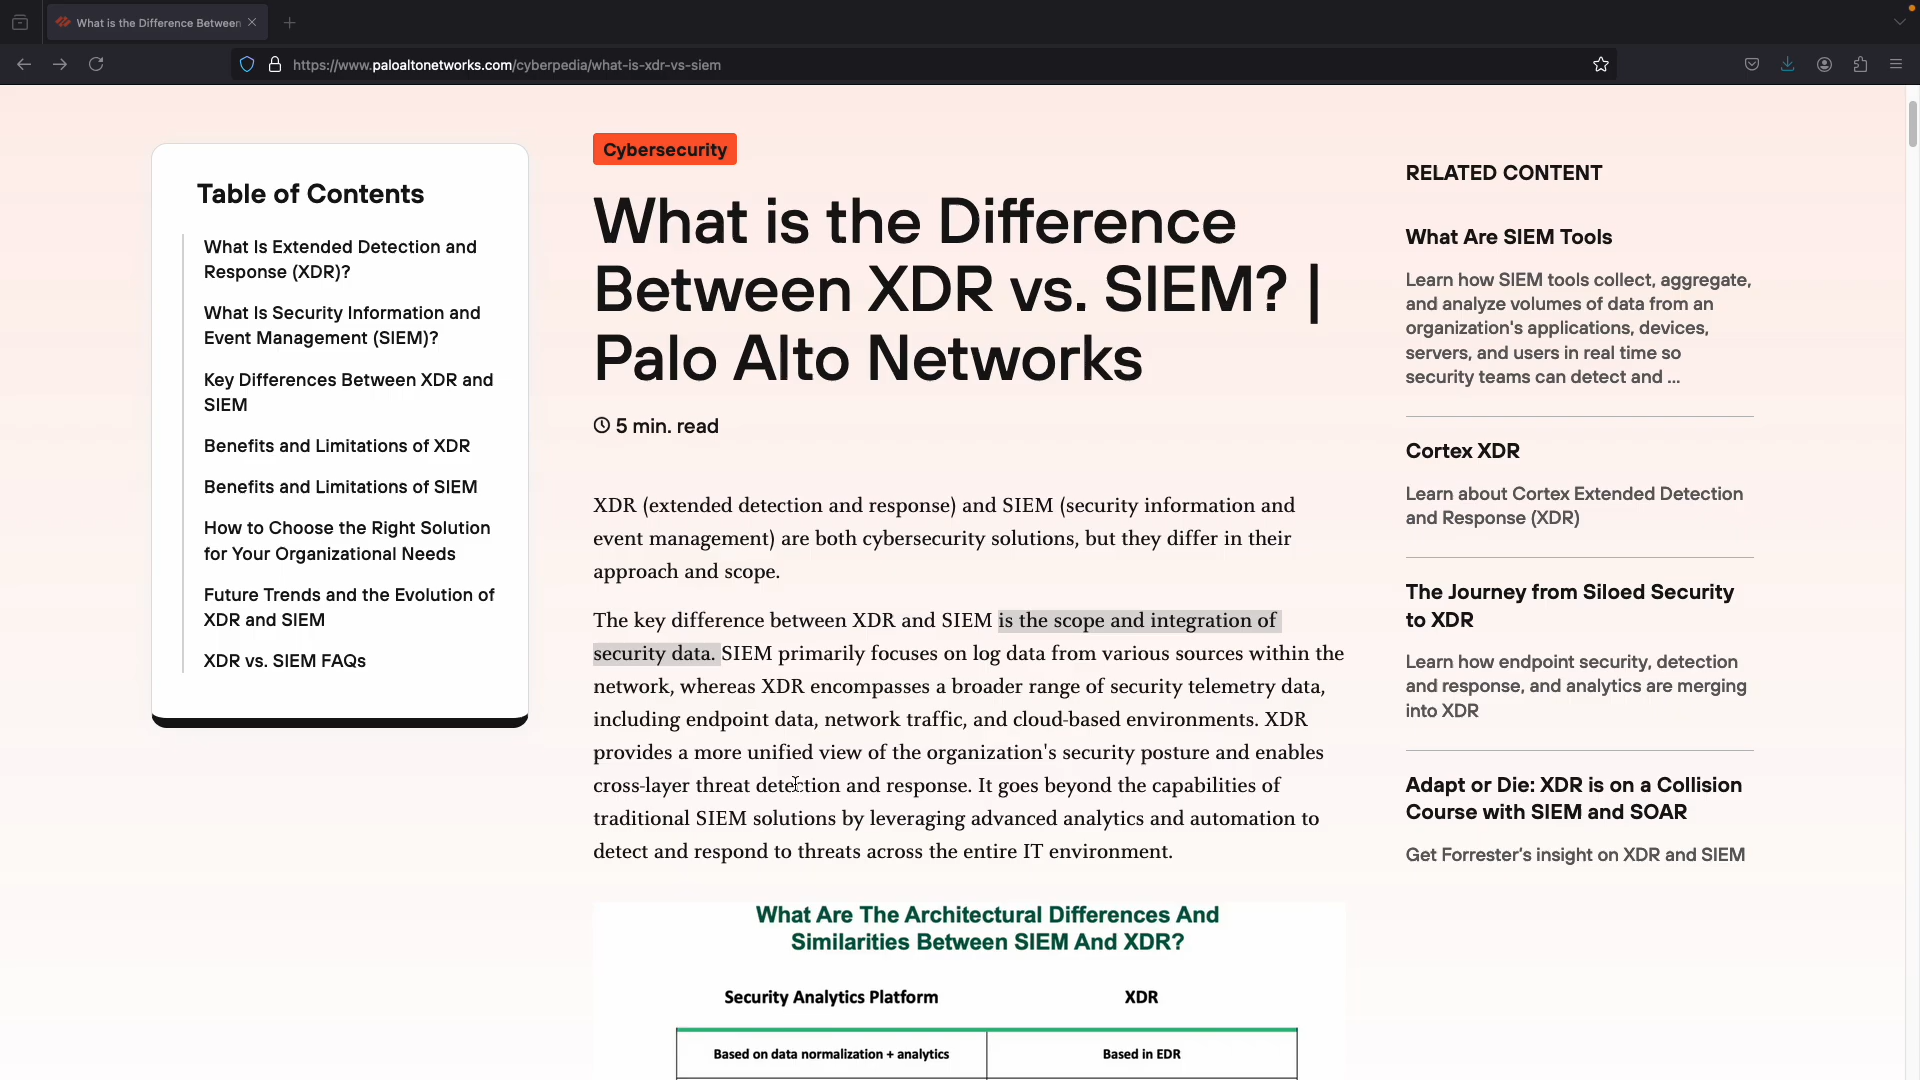 What is the Difference Between
https://www.paloaltonetworks.com/cyberpedia/what-is-xdr-vs-siem
Table of Contents
What Is Extended Detection and
Response (XDR)?
What Is Security Information and
Event Management (SIEM)?
Key Differences Between XDR and
SIEM
Benefits and Limitations of XDR
Benefits and Limitations of SIEM
How to Choose the Right Solution
for Your Organizational Needs
Future Trends and the Evolution of
XDR and SIEM
XDR vs. SIEM FAQs
Cybersecurity
What is the Difference
Between XDR vs. SIEM? |
Palo Alto Networks
5 min. read
XDR (extended detection and response) and SIEM (security information and
event management) are both cybersecurity solutions, but they differ in their
approach and scope.
The key difference between XDR and SIEM is the scope and integration of
security data. SIEM primarily focuses on log data from various sources within the
network, whereas XDR encompasses a broader range of security telemetry data,
including endpoint data, network traffic, and cloud-based environments. XDR
provides a more unified view of the organization's security posture and enables
cross-layer threat detection and response. It goes beyond the capabilities of
traditional SIEM solutions by leveraging advanced analytics and automation to
detect and respond to threats across the entire IT environment.
What Are The Architectural Differences And
Similarities Between SIEM And XDR?
Security Analytics Platform
XDR
Based on data normalization + analytics
Based in EDR
RELATED CONTENT
What Are SIEM Tools
Learn how SIEM tools collect, aggregate,
and analyze volumes of data from an
organization's applications, devices,
servers, and users in real time so
security teams can detect and ...
Cortex XDR
Learn about Cortex Extended Detection
and Response (XDR)
The Journey from Siloed Security
to XDR
Learn how endpoint security, detection
and response, and analytics are merging
into XDR
Adapt or Die: XDR is on a Collision
Course with SIEM and SOAR
Get Forrester's insight on XDR and SIEM